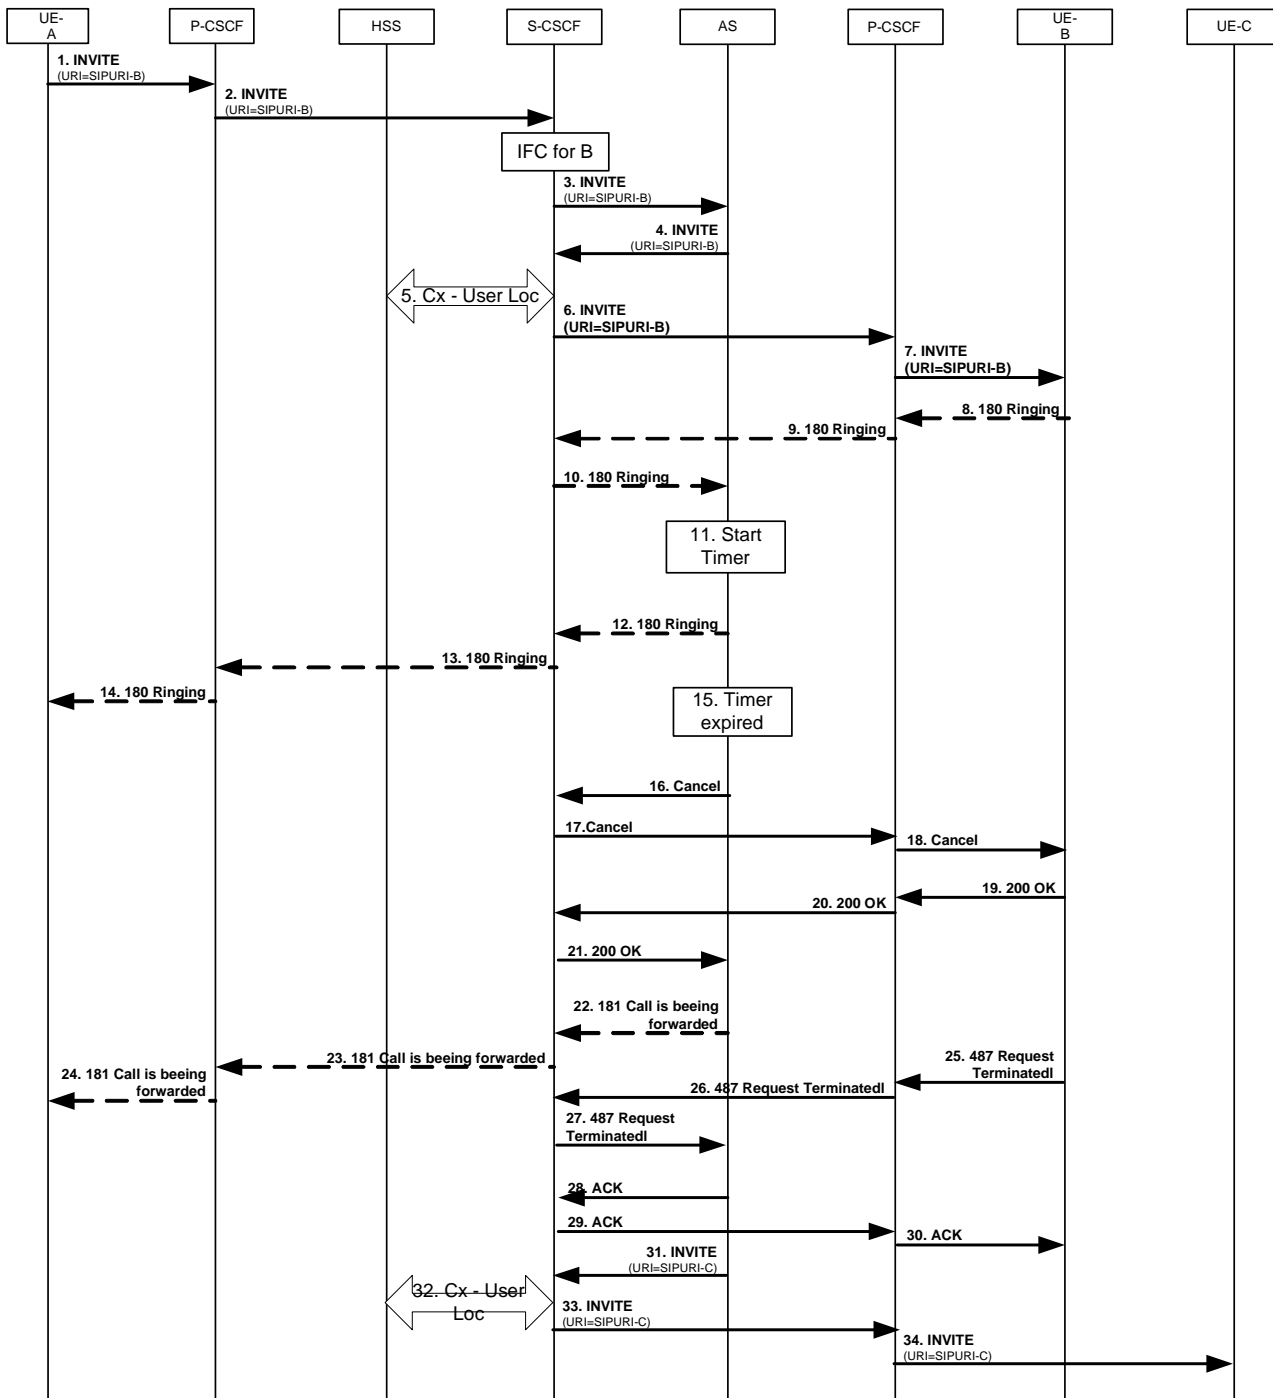 UE-
A
P-CSCF
HSS
S-CSCF
AS
P-CSCF
UE-
B
UE-C
1. INVITE
(URI=SIPURI-B)
2. INVITE
(URI=SIPURI-B)
IFC for B
3. INVITE
(URI=SIPURI-B)
4. INVITE
(URI=SIPURI-B)
5. Cx - User Loc
6. INVITE
(URI=SIPURI-B)
7. INVITE
(URI=SIPURI-B)
8. 180 Ringing
9. 180 Ringing
10. 180 Ringing
11. Start
Timer
12. 180 Ringing
13. 180 Ringing
14. 180 Ringing
15. Timer
expired
16. Cancel
17.Cancel
18. Cancel
19. 200 OK
20. 200 OK
21. 200 OK
22. 181 Call is beeing
forwarded
23. 181 Call is beeing forwarded
24. 181 Call is beeing
forwarded
25. 487 Request
TerminatedI
26. 487 Request TerminatedI
27. 487 Request
TerminatedI
28. ACK
29. ACK
30. ACK
31. INVITE
(URI=SIPURI-C)
32. Cx - User
Loc
33. INVITE
(URI=SIPURI-C)
34. INVITE
(URI=SIPURI-C)